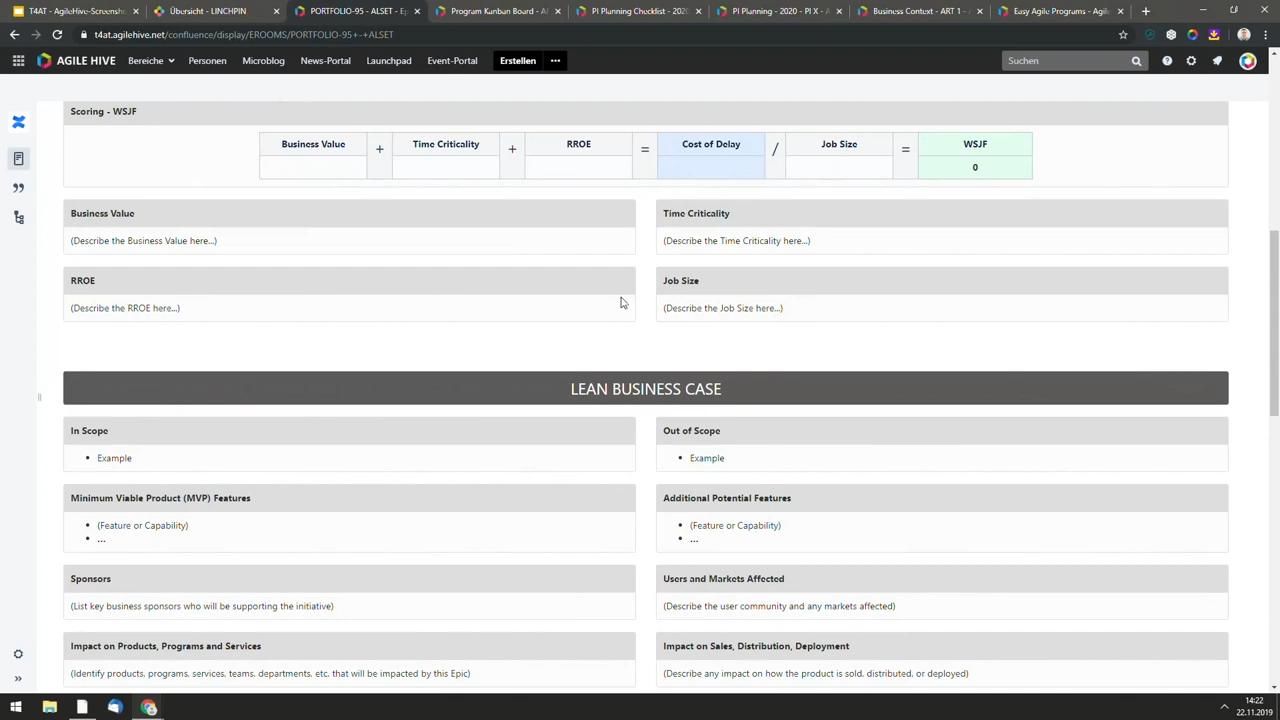 T4AT - AgileHive-Screensh
Übersicht - LINCHPIN
PORTFOLIO-95 - ALSET - Ep
Program Kanban Board - AL
PI Planning Checklist - 2020
PI Planning - 2020 - PI X - A
Business Context - ART 1 - A
Easy Agile Programs - Agile
t4at.agilehive.net/confluence/display/EROOMS/PORTFOLIO-95+-+ALSET
AGILE HIVE
Bereiche
Personen
Microblog
News-Portal
Launchpad
Event-Portal
Erstellen
Suchen
Scoring - WSJF
Business Value + Time Criticality + RROE = Cost of Delay / Job Size = WSJF
0
Business Value
(Describe the Business Value here...)
Time Criticality
(Describe the Time Criticality here...)
RROE
(Describe the RROE here...)
Job Size
(Describe the Job Size here...)
LEAN BUSINESS CASE
In Scope
• Example
Out of Scope
• Example
Minimum Viable Product (MVP) Features
• (Feature or Capability)
• ...
Additional Potential Features
• (Feature or Capability)
• ...
Sponsors
(List key business sponsors who will be supporting the initiative)
Users and Markets Affected
(Describe the user community and any markets affected)
Impact on Products, Programs and Services
(Identify products, programs, services, teams, departments, etc. that will be impacted by this Epic)
Impact on Sales, Distribution, Deployment
(Describe any impact on how the product is sold, distributed, or deployed)
14:22
22.11.2019